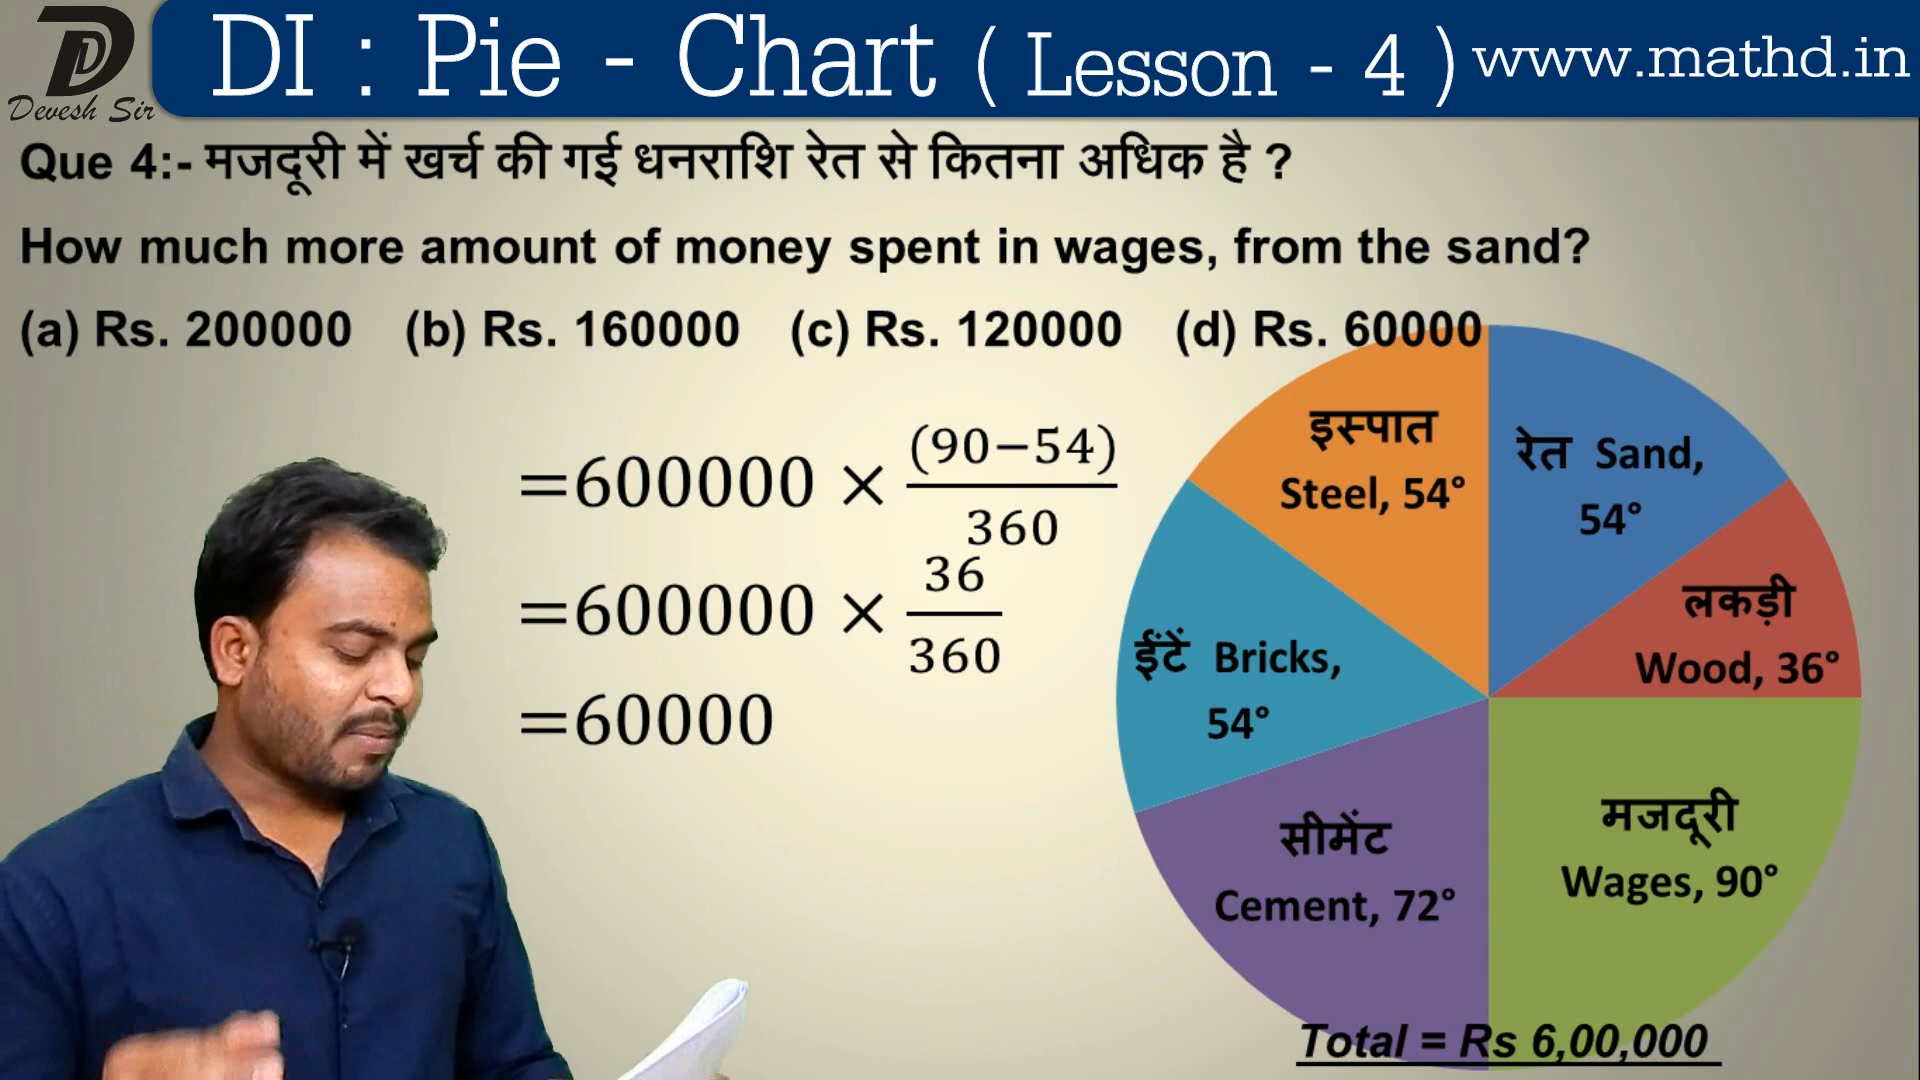 DI : Pie - Chart ( Lesson - 4 ) www.mathd.in
D
Devesh Sir
Que 4:- मजदूरी में खर्च की गई धनराशि रेत से कितना अधिक है ?
How much more amount of money spent in wages, from the sand?
(a) Rs. 200000 (b) Rs. 160000 (c) Rs. 120000 (d) Rs. 60000
=600000 × (90−54)/360
=600000 × 36/360
=60000
इस्पात
Steel, 54°
रेत Sand,
54°
लकड़ी
Wood, 36°
ईंटें Bricks,
54°
सीमेंट
Cement, 72°
मजदूरी
Wages, 90°
Total = Rs 6,00,000